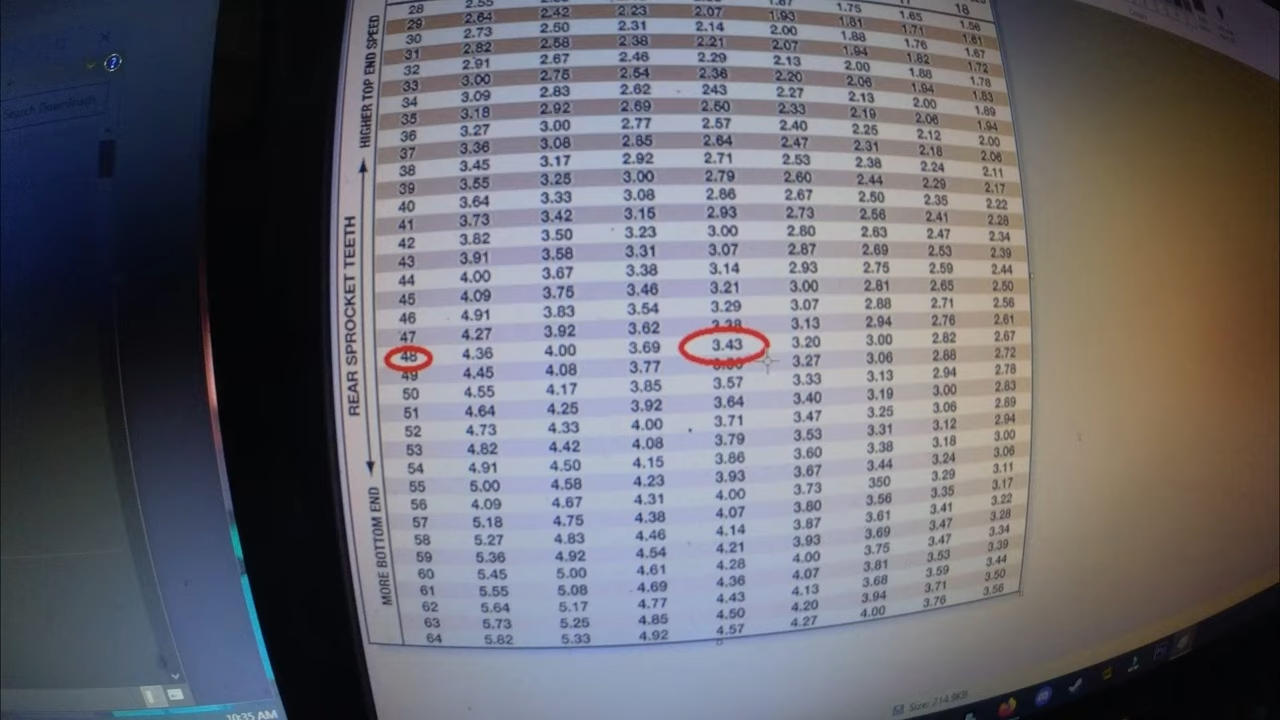 28 2.55 2.07 1.87 1.75 18
29 2.64 2.42 2.23 2.07 1.93 1.81 1.65 1.56
30 2.73 2.50 2.31 2.14 2.00 1.88 1.71 1.61
31 2.82 2.58 2.38 2.21 2.07 1.94 1.76 1.67
32 2.91 2.67 2.46 2.29 2.13 2.00 1.82 1.72
33 3.00 2.75 2.54 2.36 2.20 2.06 1.88 1.78
34 3.09 2.83 2.62 243 2.27 2.13 1.94 1.83
35 3.18 2.92 2.69 2.50 2.33 2.19 2.00 1.89
36 3.27 3.00 2.77 2.57 2.40 2.25 2.06 1.94
37 3.36 3.08 2.85 2.64 2.47 2.31 2.12 2.00
38 3.45 3.17 2.92 2.71 2.53 2.38 2.18 2.06
39 3.55 3.25 3.00 2.79 2.60 2.44 2.24 2.11
40 3.64 3.33 3.08 2.86 2.67 2.50 2.29 2.17
41 3.73 3.42 3.15 2.93 2.73 2.56 2.35 2.22
42 3.82 3.50 3.23 3.00 2.80 2.63 2.41 2.28
43 3.91 3.58 3.31 3.07 2.87 2.69 2.47 2.34
44 4.00 3.67 3.38 3.14 2.93 2.75 2.53 2.39
45 4.09 3.75 3.46 3.21 3.00 2.81 2.59 2.44
46 4.91 3.83 3.54 3.29 3.07 2.88 2.65 2.50
47 4.27 3.92 3.62 3.13 2.94 2.71 2.56
48 4.36 4.00 3.69 3.43 3.20 3.00 2.76 2.61
49 4.45 4.08 3.77 3.27 3.06 2.82 2.67
50 4.55 4.17 3.85 3.57 3.33 3.13 2.88 2.72
51 4.64 4.25 3.92 3.64 3.40 3.19 2.94 2.78
52 4.73 4.33 4.00 3.71 3.47 3.25 3.00 2.83
53 4.82 4.42 4.08 3.79 3.53 3.31 3.06 2.89
54 4.91 4.50 4.15 3.86 3.60 3.38 3.12 2.94
55 5.00 4.58 4.23 3.93 3.67 3.44 3.18 3.00
56 4.09 4.67 4.31 4.00 3.73 350 3.24 3.06
57 5.18 4.75 4.38 4.07 3.80 3.56 3.29 3.11
58 5.27 4.83 4.46 4.14 3.87 3.61 3.35 3.17
59 5.36 4.92 4.54 4.21 3.93 3.69 3.41 3.22
60 5.45 5.00 4.61 4.28 4.00 3.75 3.47 3.28
61 5.55 5.08 4.69 4.36 4.07 3.81 3.47 3.34
62 5.64 5.17 4.77 4.43 4.13 3.68 3.53 3.39
63 5.73 5.25 4.85 4.50 4.20 3.94 3.59 3.44
64 5.82 5.33 4.92 4.57 4.27 4.00 3.71 3.50
3.76 3.56
HIGHER TOP END SPEED
REAR SPROCKET TEETH
MORE BOTTOM END
Search Downloads
10:35 AM
Size: 714.9KB